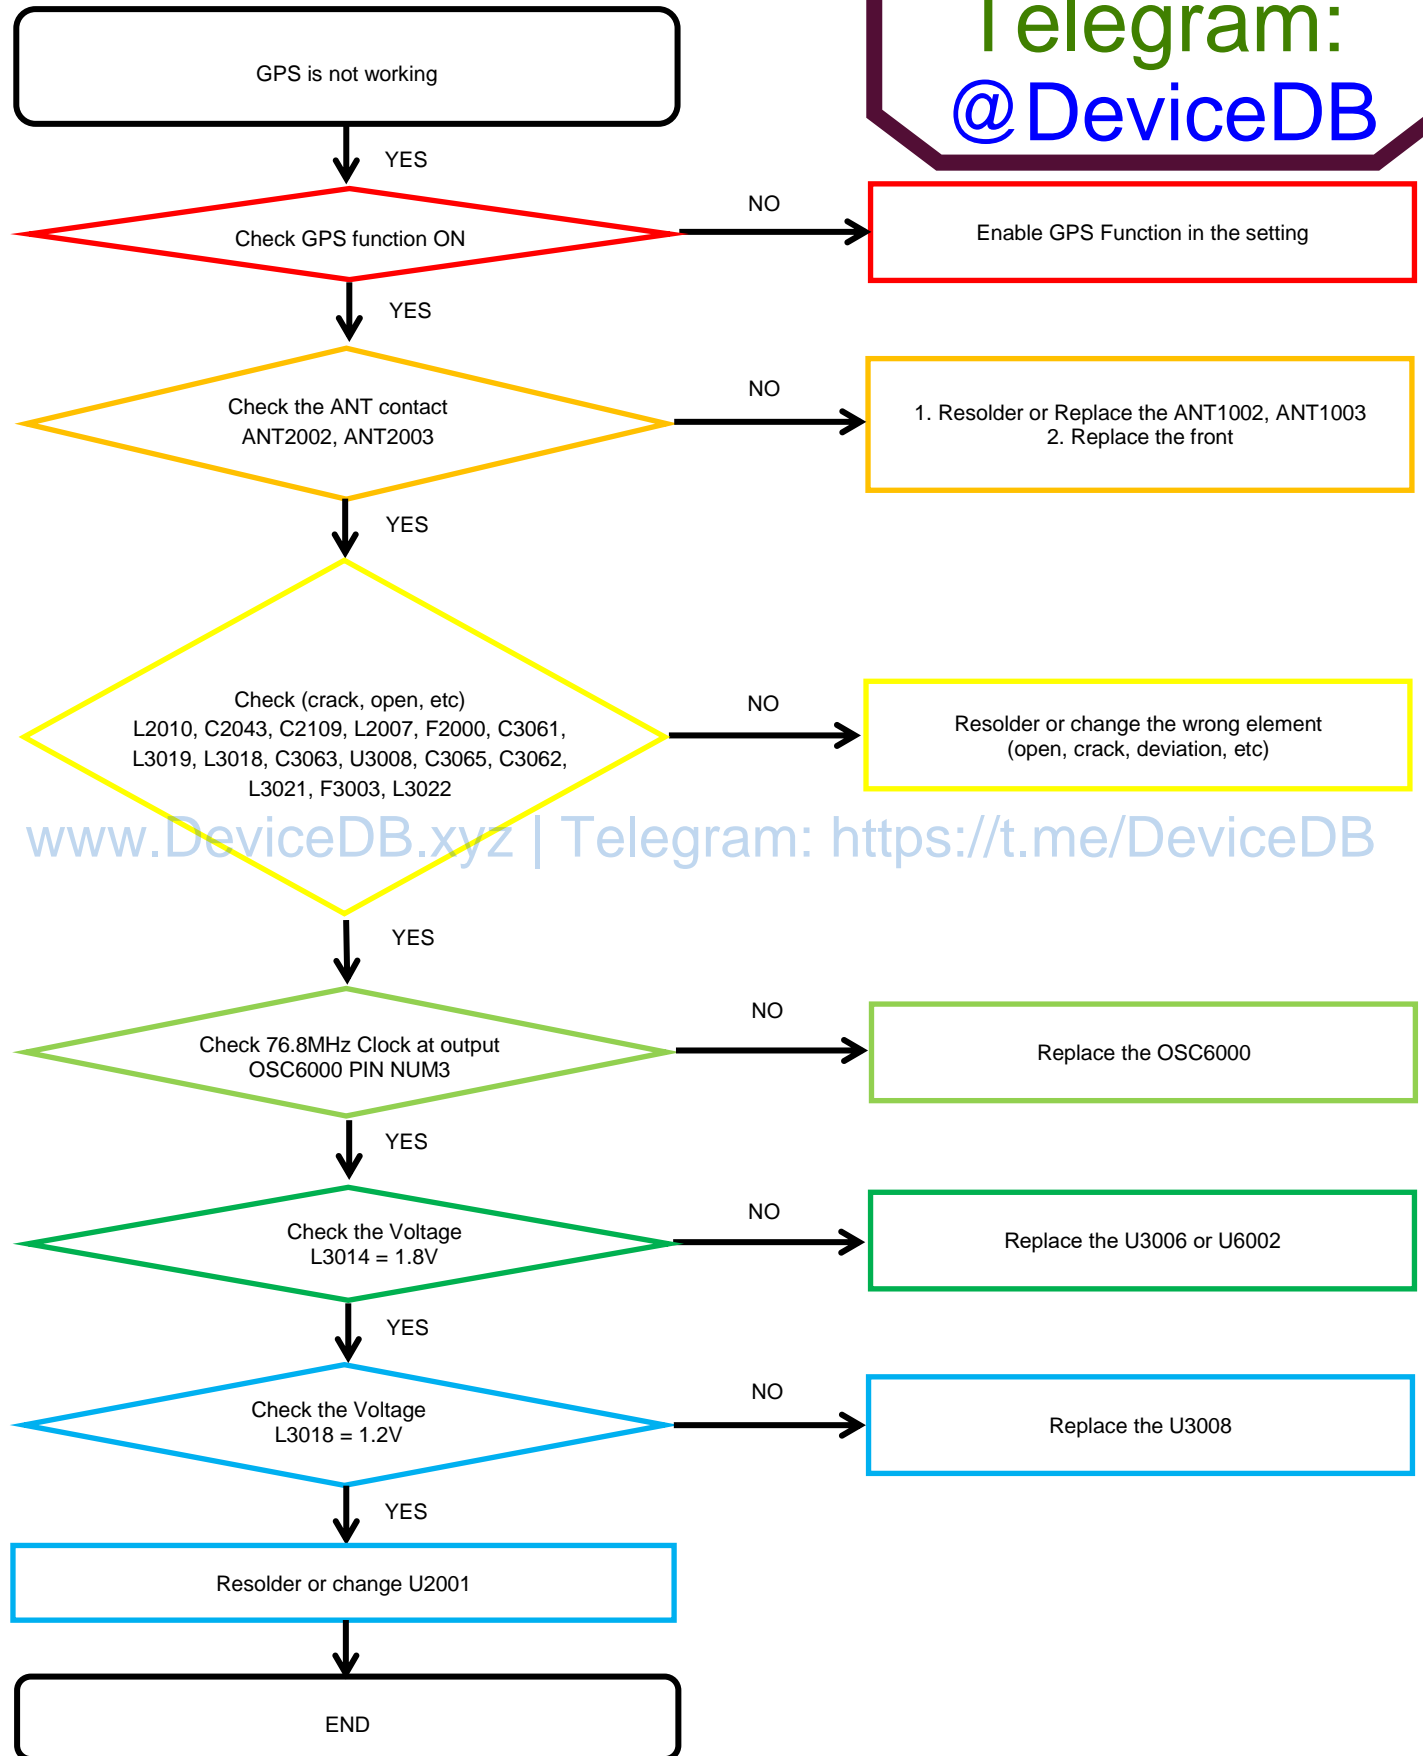 Telegram:
@DeviceDB
GPS is not working
YES
Check GPS function ON
NO
Enable GPS Function in the setting
YES
Check the ANT contact
ANT2002, ANT2003
NO
1. Resolder or Replace the ANT1002, ANT1003
2. Replace the front
YES
Check (crack, open, etc)
L2010, C2043, C2109, L2007, F2000, C3061,
L3019, L3018, C3063, U3008, C3065, C3062,
L3021, F3003, L3022
NO
Resolder or change the wrong element
(open, crack, deviation, etc)
www.DeviceDB.xyz | Telegram: https://t.me/DeviceDB
YES
Check 76.8MHz Clock at output
OSC6000 PIN NUM3
NO
Replace the OSC6000
YES
Check the Voltage
L3014 = 1.8V
NO
Replace the U3006 or U6002
YES
Check the Voltage
L3018 = 1.2V
NO
Replace the U3008
YES
Resolder or change U2001
END